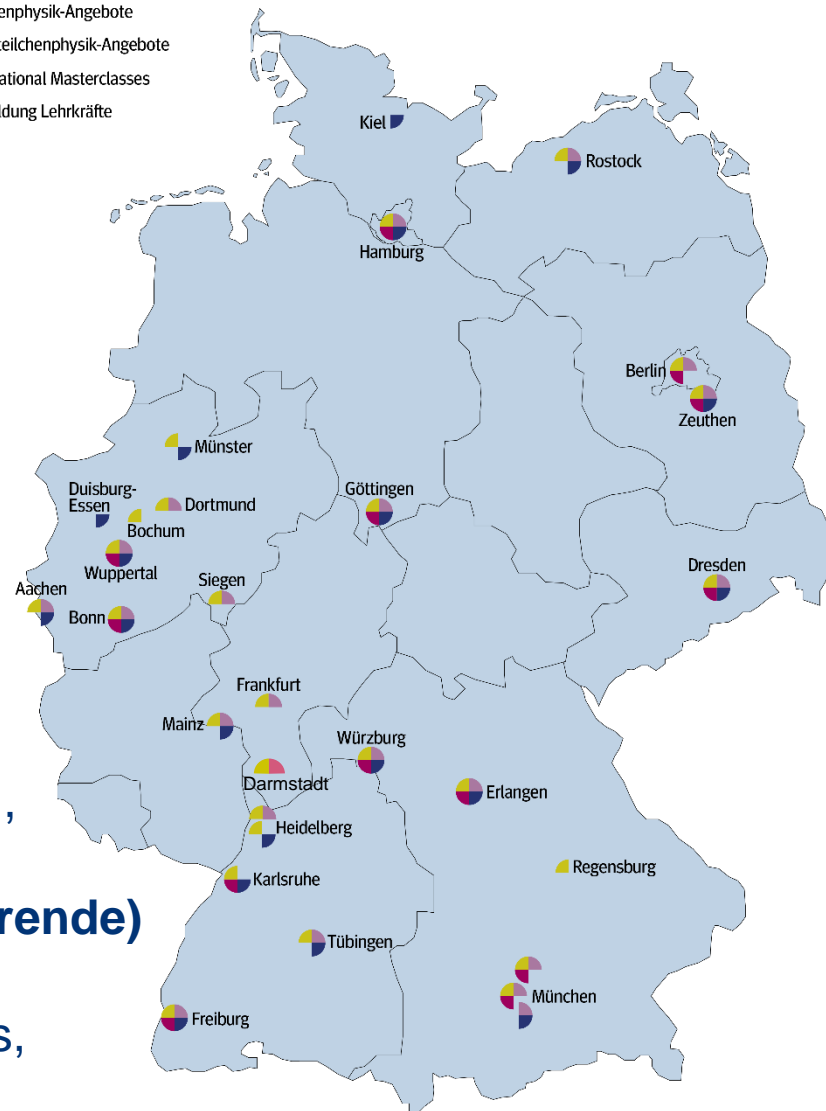 enphysik-Angebote
teilchenphysik-Angebote
ational Masterclasses
ldung Lehrkräfte
Kiel
Rostock
Hamburg
Berlin
Zeuthen
Münster
Duisburg-
Essen
Dortmund
Bochum
Göttingen
Wuppertal
Dresden
Siegen
Aachen
Bonn
Frankfurt
Mainz
Würzburg
Darmstadt
Erlangen
,
Heidelberg
Regensburg
Karlsruhe
rende)
Tübingen
München
Freiburg
s,